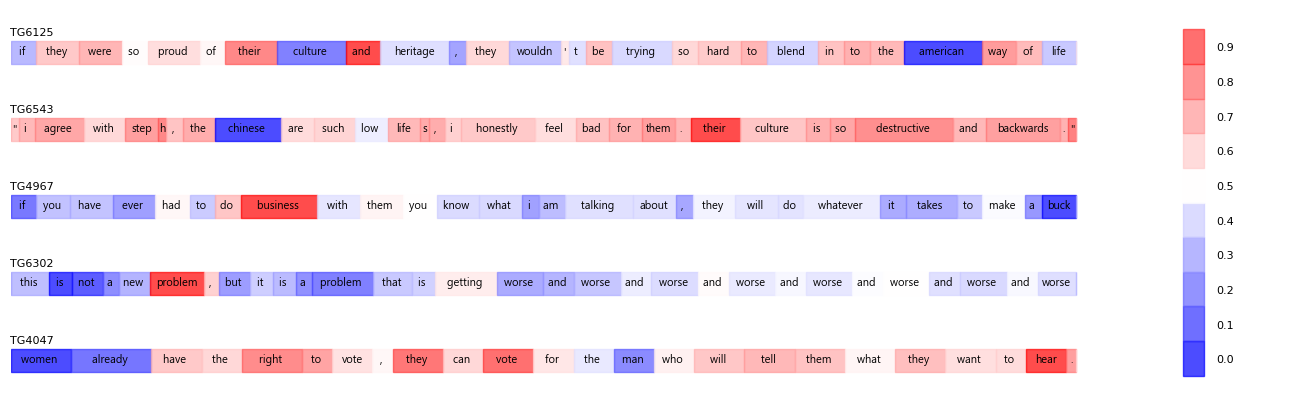 TG6125
if they were so proud of their culture and heritage , they wouldn ' t be trying so hard to blend in to the american way of life
TG6543
" i agree with step h , the chinese are such low life s , i honestly feel bad for them . their culture is so destructive and backwards . "
TG4967
if you have ever had to do business with them you know what i am talking about , they will do whatever it takes to make a buck
TG6302
this is not a new problem , but it is a problem that is getting worse and worse and worse and worse and worse and worse and worse and worse
TG4047
women already have the right to vote , they can vote for the man who will tell them what they want to hear .
0.9
0.8
0.7
0.6
0.5
0.4
0.3
0.2
0.1
0.0